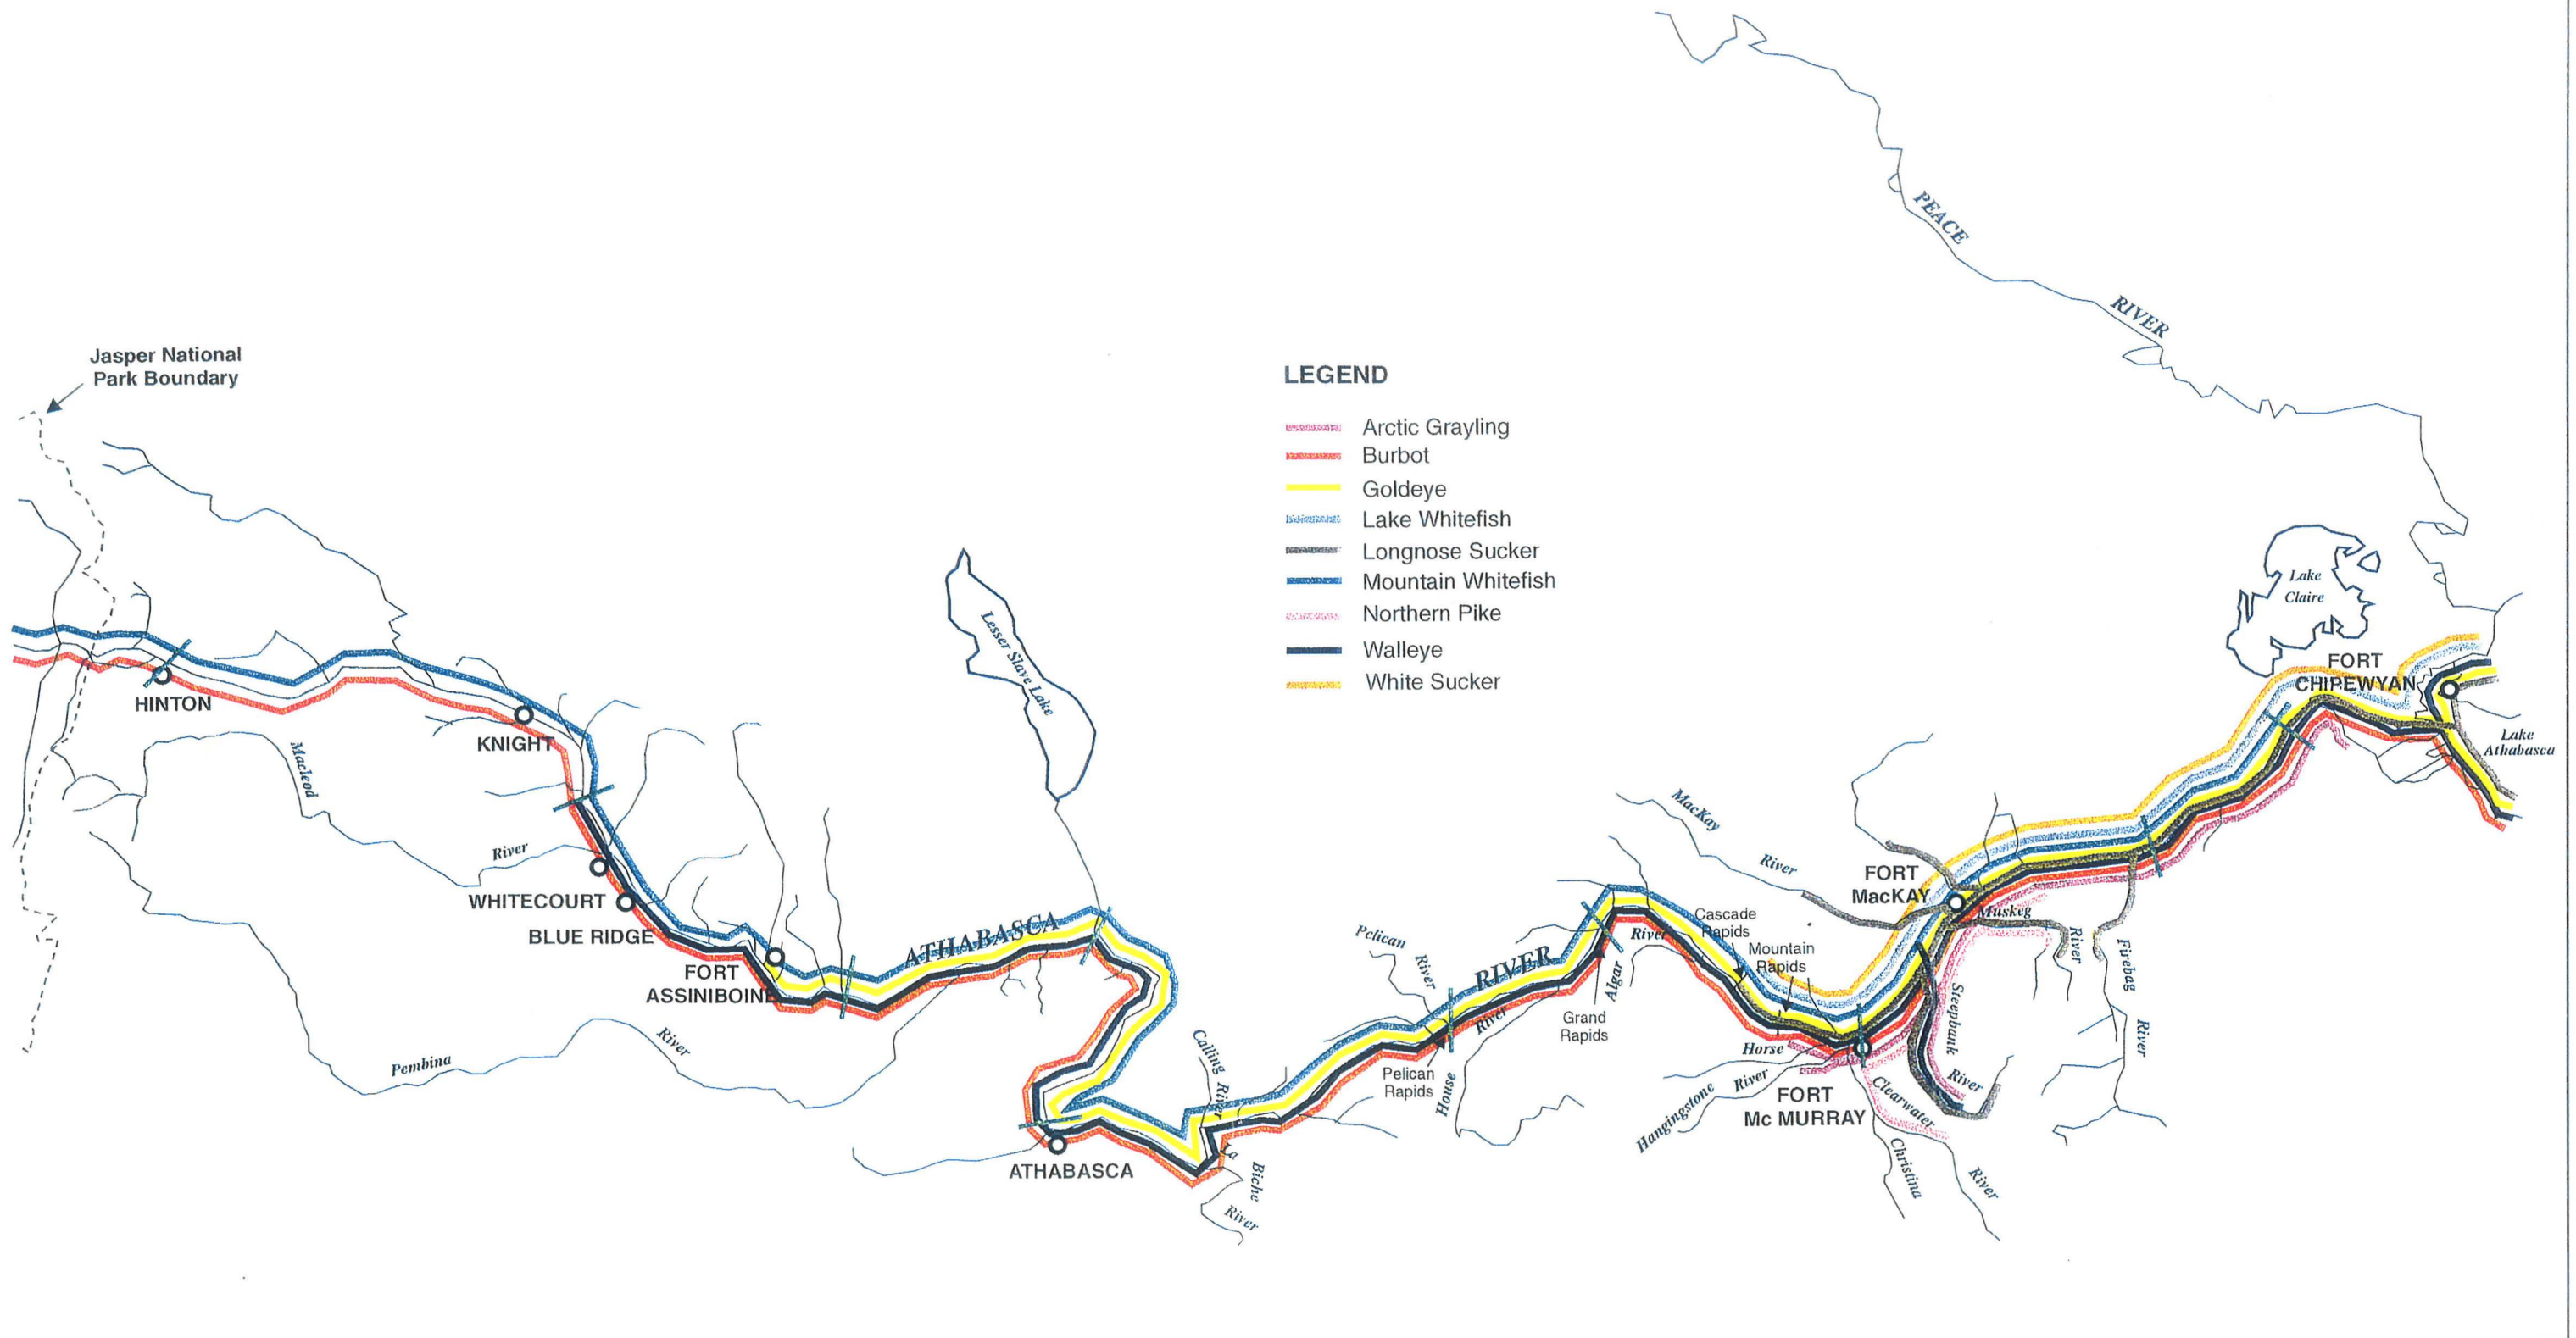 PEACE
RIVER
Jasper National
Park Boundary
LEGEND
Arctic Grayling
Burbot
Goldeye
Lake Whitefish
Longnose Sucker
Mountain Whitefish
Northern Pike
Walleye
White Sucker
Lake
Claire
FORT
CHIPEWYAN
Lake
Athabasca
Lesser Slave Lake
HINTON
KNIGHT
Macleod
River
WHITECOURT
BLUE RIDGE
FORT
ASSINIBOINE
ATHABASCA
RIVER
Pembina
River
ATHABASCA
Calling River
La
Biche
River
Pelican
River
Pelican
Rapids
House
River
Grand
Rapids
Algar
River
Cascade
Rapids
Mountain
Rapids
MacKay
River
FORT
MacKAY
Muskeg
River
Firebag
River
Steepbank
River
Horse
River
Hangingstone
FORT
Mc MURRAY
Clearwater
River
Christina